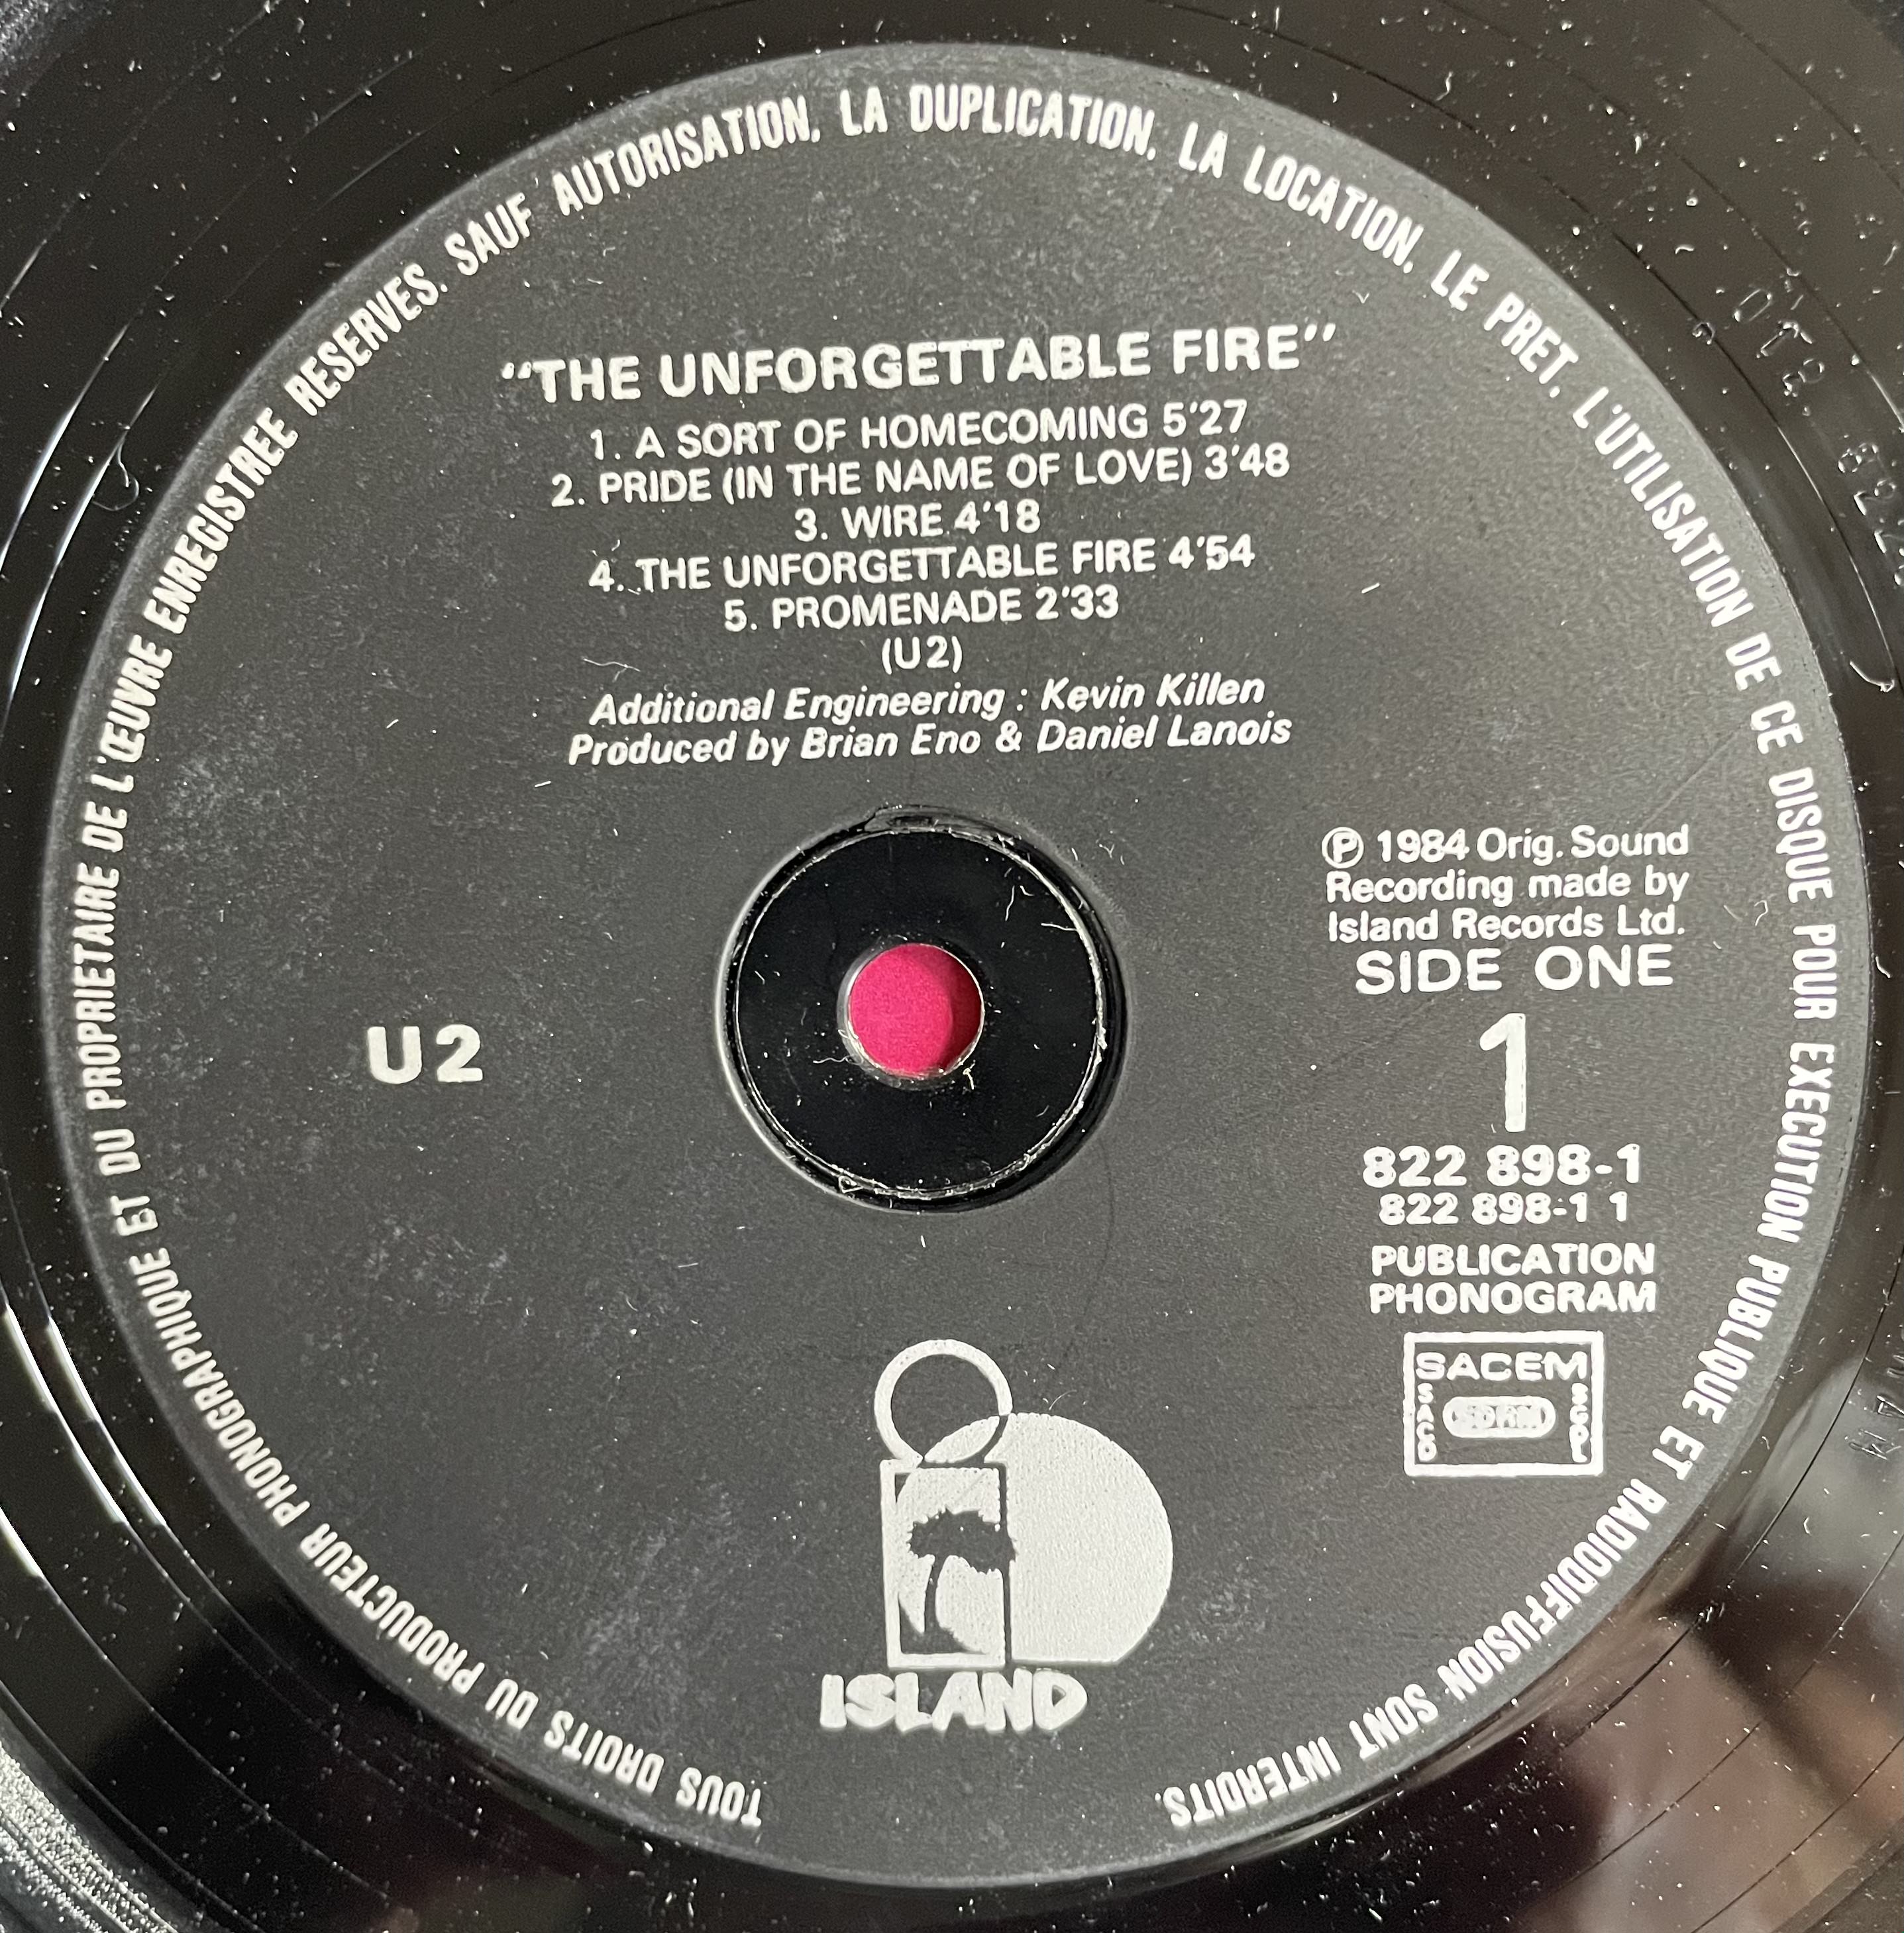 TOUS DROITS DU PRODUCTEUR PHONOGRAPHIQUE ET DU PROPRIETAIRE DE L'ŒUVRE ENREGISTREE RESERVES. SAUF AUTORISATION, LA DUPLICATION, LA LOCATION, LE PRET, L'UTILISATION DE CE DISQUE POUR EXECUTION PUBLIQUE ET RADIODIFFUSION SONT INTERDITS.
"THE UNFORGETTABLE FIRE"
1. A SORT OF HOMECOMING 5'27
2. PRIDE (IN THE NAME OF LOVE) 3'48
3. WIRE 4'18
4. THE UNFORGETTABLE FIRE 4'54
5. PROMENADE 2'33
(U2)
Additional Engineering : Kevin Killen
Produced by Brian Eno & Daniel Lanois
Ⓟ 1984 Orig. Sound
Recording made by
Island Records Ltd.
SIDE ONE
1
U2
822 898-1
822 898-1 1
PUBLICATION
PHONOGRAM
SACEM
SACD
SDRM
SGDL
ISLAND